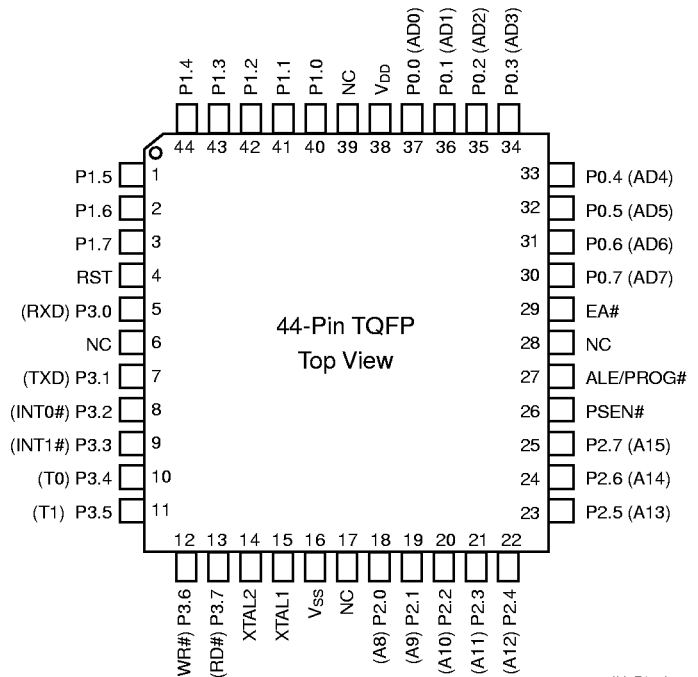 P1.4
P1.3
P1.2
P1.1
P1.0
NC
VDD
P0.0 (AD0)
P0.1 (AD1)
P0.2 (AD2)
P0.3 (AD3)
44
43
42
41
40
39
38
37
36
35
34
P1.5
1
P1.6
2
P1.7
3
RST
4
(RXD) P3.0
5
NC
6
(TXD) P3.1
7
(INT0#) P3.2
8
(INT1#) P3.3
9
(T0) P3.4
10
(T1) P3.5
11
44-Pin TQFP
Top View
33
P0.4 (AD4)
32
P0.5 (AD5)
31
P0.6 (AD6)
30
P0.7 (AD7)
29
EA#
28
NC
27
ALE/PROG#
26
PSEN#
25
P2.7 (A15)
24
P2.6 (A14)
23
P2.5 (A13)
12
13
14
15
16
17
18
19
20
21
22
WR#) P3.6
(RD#) P3.7
XTAL2
XTAL1
VSS
NC
(A8) P2.0
(A9) P2.1
(A10) P2.2
(A11) P2.3
(A12) P2.4